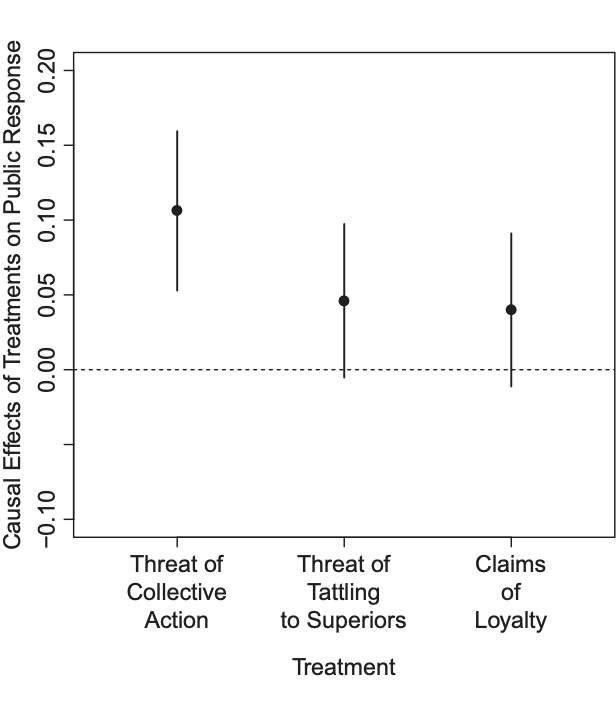 Causal Effects of Treatments on Public Response
0.20
0.15
0.10
0.05
0.00
−0.10
Threat of
Collective
Action
Threat of
Tattling
to Superiors
Claims
of
Loyalty
Treatment